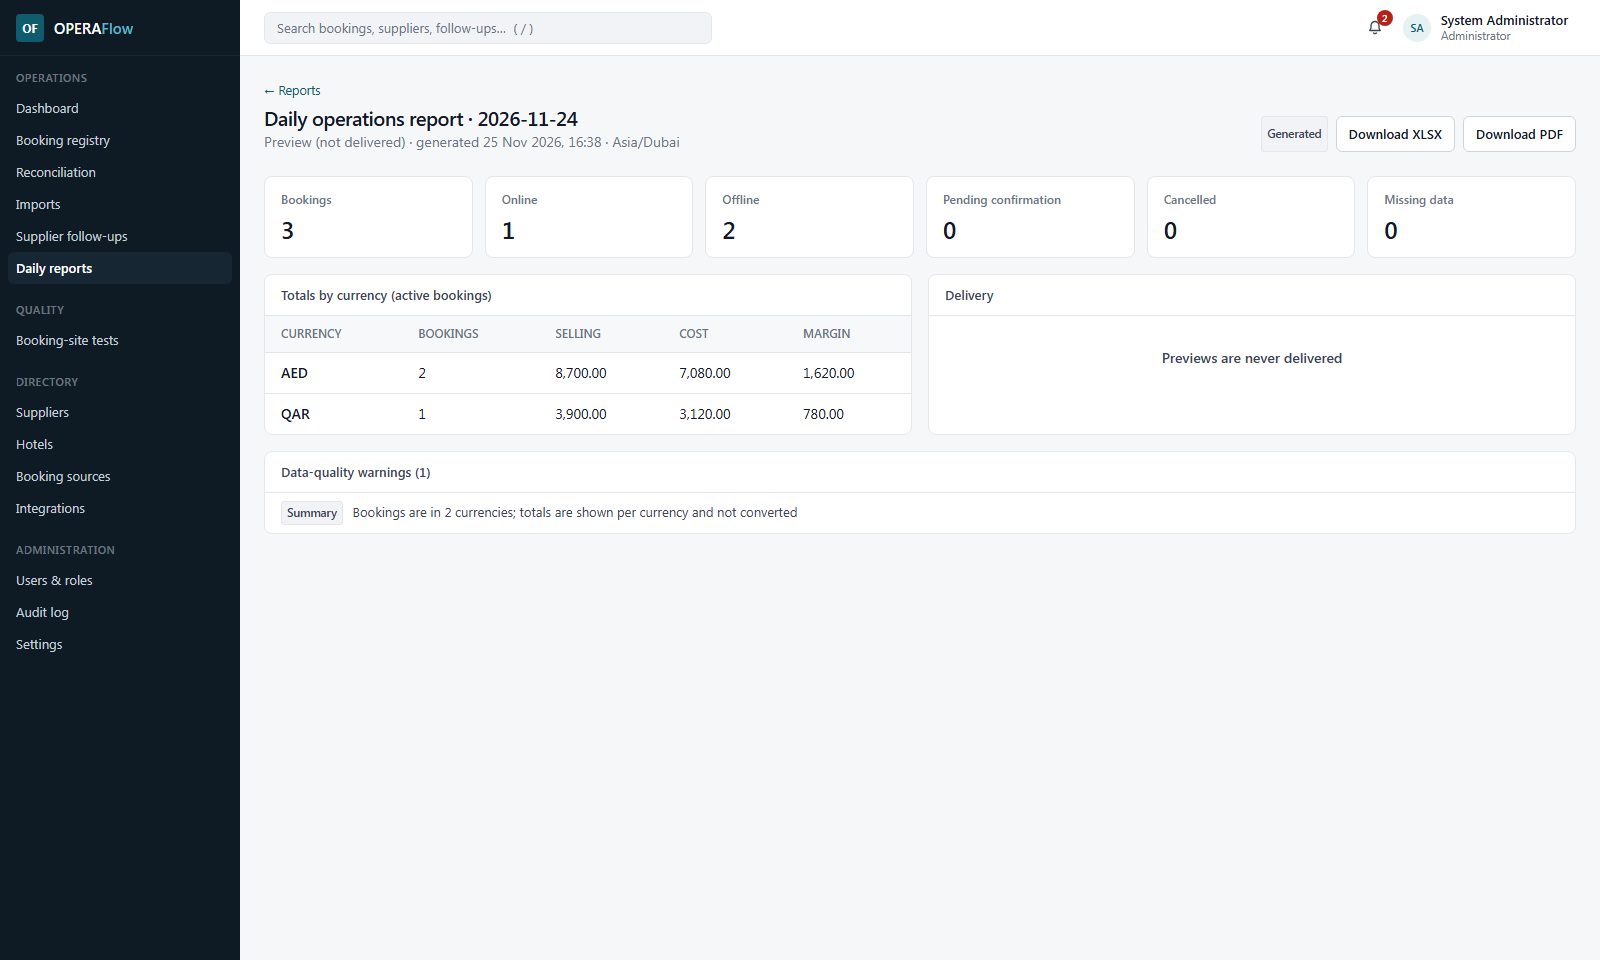 OF OPERAFlow
OPERATIONS
Dashboard
Booking registry
Reconciliation
Imports
Supplier follow-ups
Daily reports
QUALITY
Booking-site tests
DIRECTORY
Suppliers
Hotels
Booking sources
Integrations
ADMINISTRATION
Users & roles
Audit log
Settings
Search bookings, suppliers, follow-ups... ( / )
2
SA
System Administrator
Administrator
← Reports
Daily operations report · 2026-11-24
Preview (not delivered) · generated 25 Nov 2026, 16:38 · Asia/Dubai
Generated
Download XLSX
Download PDF
Bookings
3
Online
1
Offline
2
Pending confirmation
0
Cancelled
0
Missing data
0
Totals by currency (active bookings)
CURRENCY BOOKINGS SELLING COST MARGIN
AED 2 8,700.00 7,080.00 1,620.00
QAR 1 3,900.00 3,120.00 780.00
Delivery
Previews are never delivered
Data-quality warnings (1)
Summary Bookings are in 2 currencies; totals are shown per currency and not converted